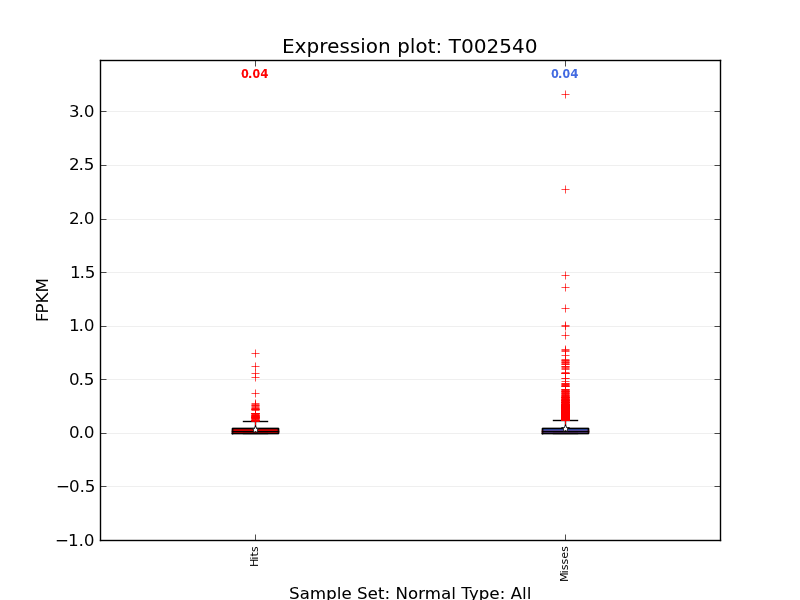 Expression plot: T002540
0.04
0.04
3.0
2.5
2.0
1.5
1.0
0.5
0.0
−0.5
−1.0
FPKM
Hits
Misses
Sample Set: Normal Type: All